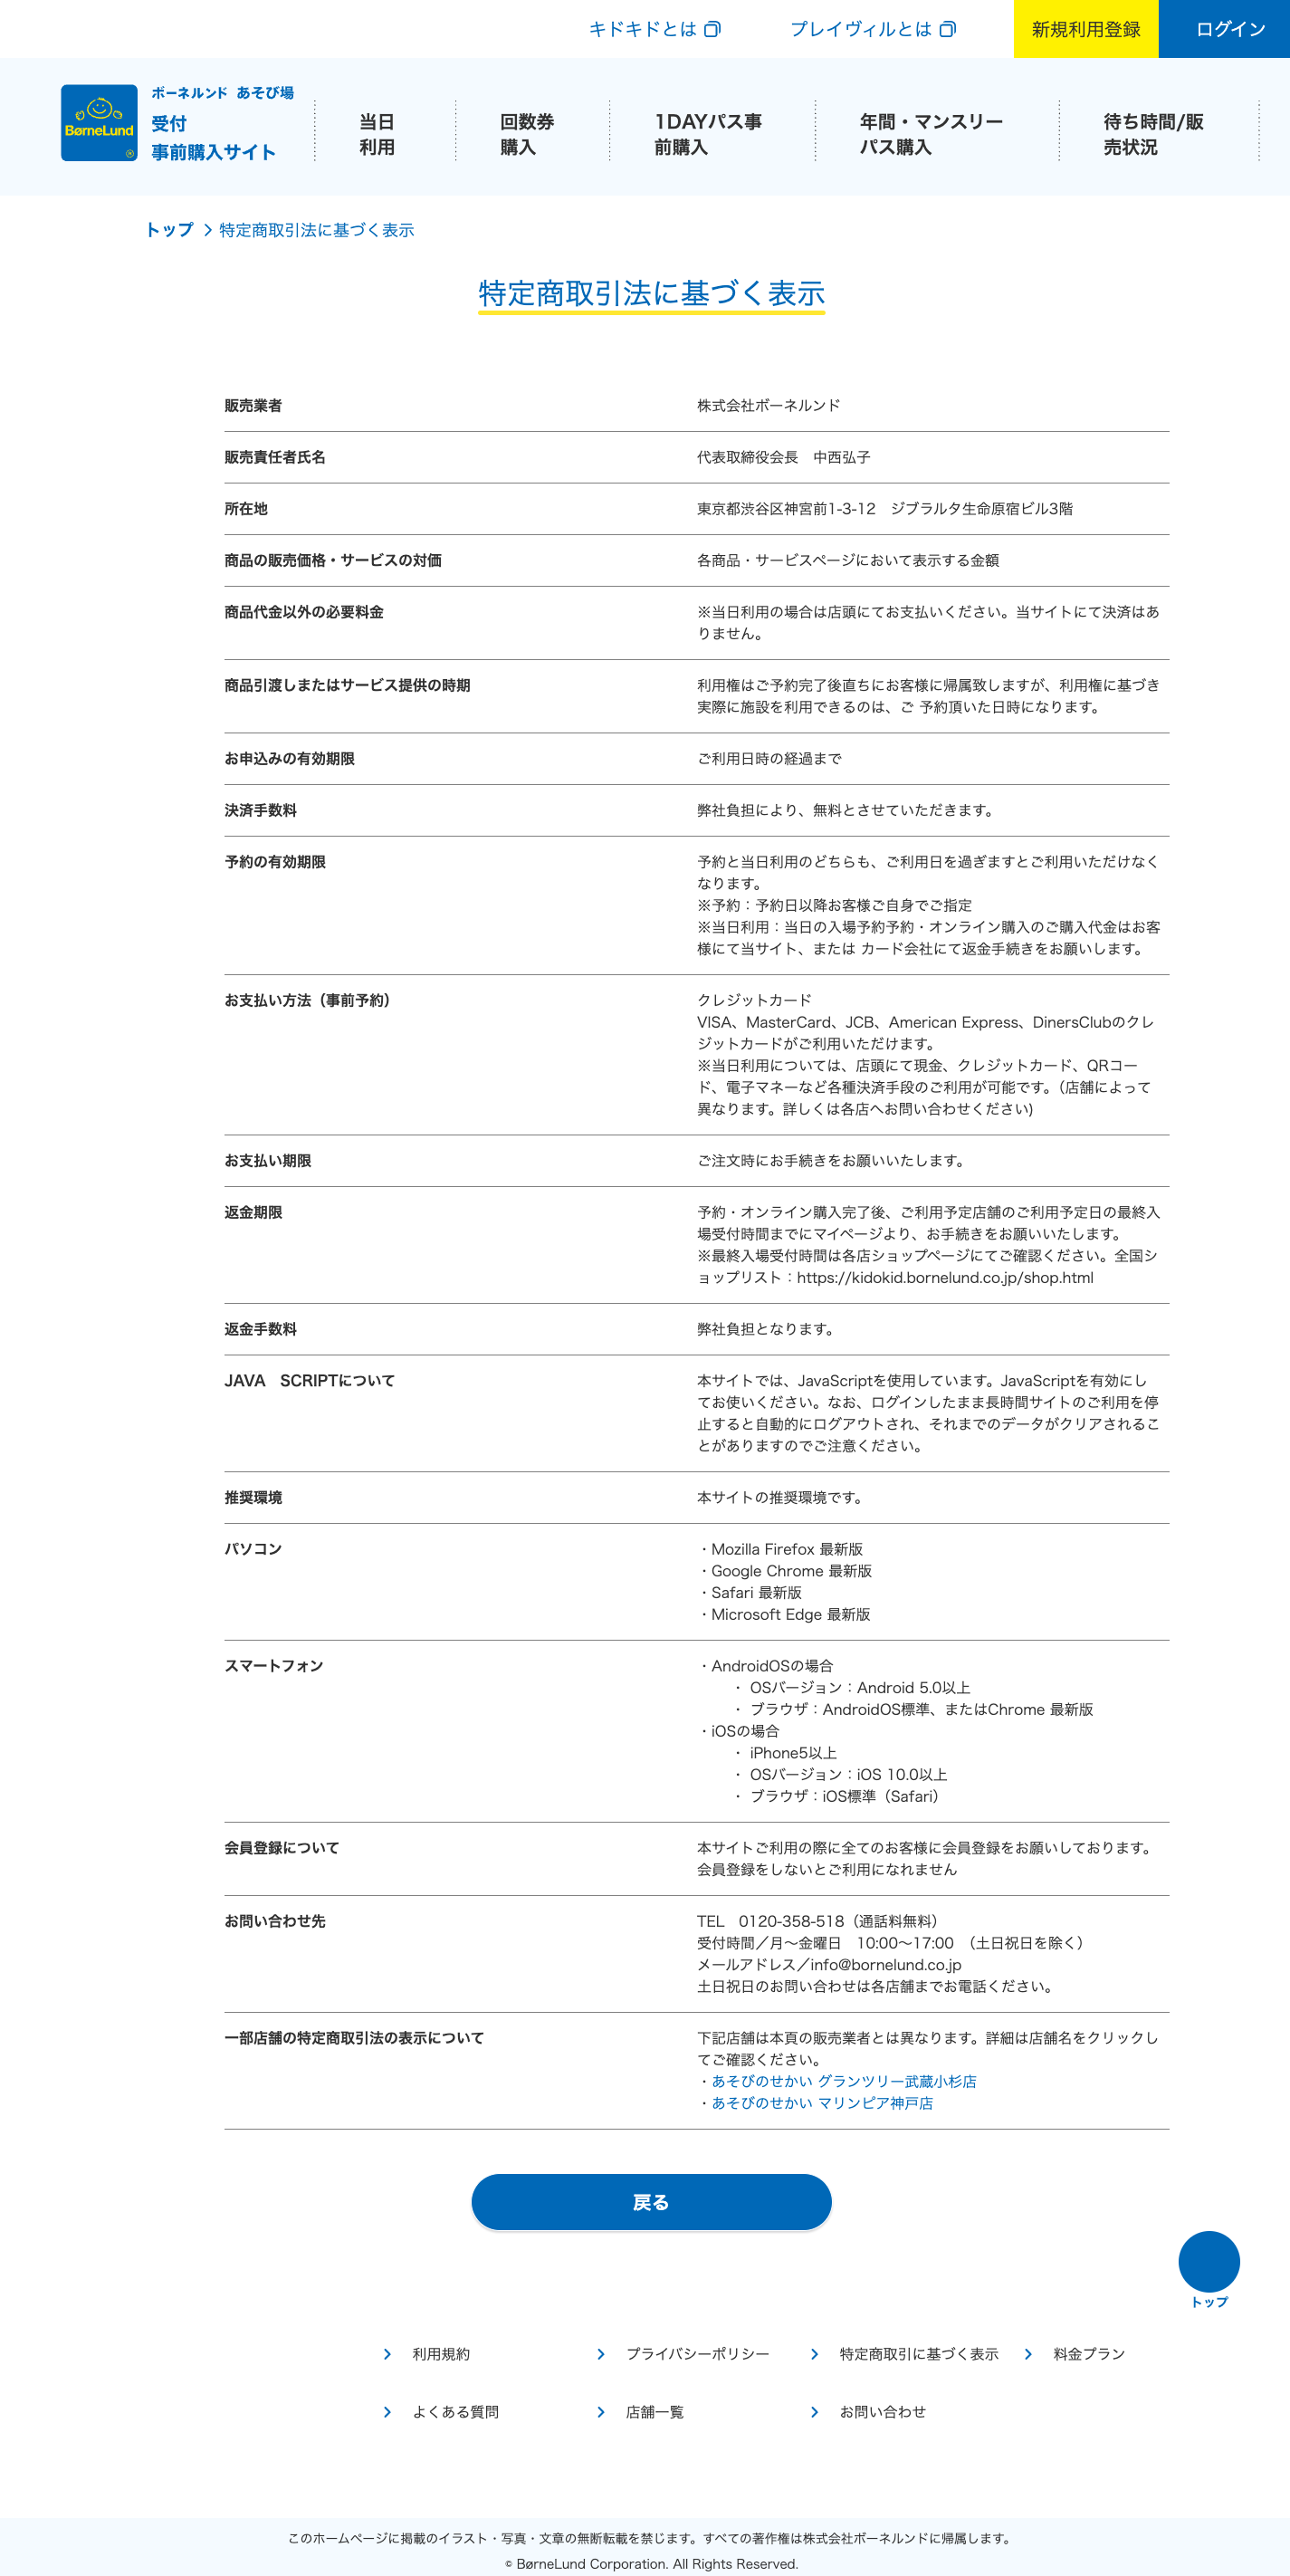 キドキドとは
プレイヴィルとは
新規利用登録
ログイン
BørneLund
®
ボーネルンド あそび場
受付
事前購入サイト
当日
利用
回数券
購入
1DAYパス事
前購入
年間・マンスリー
パス購入
待ち時間/販
売状況
トップ
特定商取引法に基づく表示
特定商取引法に基づく表示
販売業者
株式会社ボーネルンド
販売責任者氏名
代表取締役会長　中西弘子
所在地
東京都渋谷区神宮前1-3-12　ジブラルタ生命原宿ビル3階
商品の販売価格・サービスの対価
各商品・サービスページにおいて表示する金額
商品代金以外の必要料金
※当日利用の場合は店頭にてお支払いください。当サイトにて決済はあ
りません。
商品引渡しまたはサービス提供の時期
利用権はご予約完了後直ちにお客様に帰属致しますが、利用権に基づき
実際に施設を利用できるのは、ご 予約頂いた日時になります。
お申込みの有効期限
ご利用日時の経過まで
決済手数料
弊社負担により、無料とさせていただきます。
予約の有効期限
予約と当日利用のどちらも、ご利用日を過ぎますとご利用いただけなく
なります。
※予約：予約日以降お客様ご自身でご指定
※当日利用：当日の入場予約予約・オンライン購入のご購入代金はお客
様にて当サイト、または カード会社にて返金手続きをお願いします。
お支払い方法（事前予約）
クレジットカード
VISA、MasterCard、JCB、American Express、DinersClubのクレ
ジットカードがご利用いただけます。
※当日利用については、店頭にて現金、クレジットカード、QRコー
ド、電子マネーなど各種決済手段のご利用が可能です。（店舗によって
異なります。詳しくは各店へお問い合わせください)
お支払い期限
ご注文時にお手続きをお願いいたします。
返金期限
予約・オンライン購入完了後、ご利用予定店舗のご利用予定日の最終入
場受付時間までにマイページより、お手続きをお願いいたします。
※最終入場受付時間は各店ショップページにてご確認ください。全国シ
ョップリスト：https://kidokid.bornelund.co.jp/shop.html
返金手数料
弊社負担となります。
JAVA　SCRIPTについて
本サイトでは、JavaScriptを使用しています。JavaScriptを有効にし
てお使いください。なお、ログインしたまま長時間サイトのご利用を停
止すると自動的にログアウトされ、それまでのデータがクリアされるこ
とがありますのでご注意ください。
推奨環境
本サイトの推奨環境です。
パソコン
・Mozilla Firefox 最新版
・Google Chrome 最新版
・Safari 最新版
・Microsoft Edge 最新版
スマートフォン
・AndroidOSの場合
・ OSバージョン：Android 5.0以上
・ ブラウザ：AndroidOS標準、またはChrome 最新版
・iOSの場合
・ iPhone5以上
・ OSバージョン：iOS 10.0以上
・ ブラウザ：iOS標準（Safari）
会員登録について
本サイトご利用の際に全てのお客様に会員登録をお願いしております。
会員登録をしないとご利用になれません
お問い合わせ先
TEL　0120-358-518（通話料無料）
受付時間／月〜金曜日　10:00〜17:00　（土日祝日を除く）
メールアドレス／info@bornelund.co.jp
土日祝日のお問い合わせは各店舗までお電話ください。
一部店舗の特定商取引法の表示について
下記店舗は本頁の販売業者とは異なります。詳細は店舗名をクリックし
てご確認ください。
・あそびのせかい グランツリー武蔵小杉店
・あそびのせかい マリンピア神戸店
戻る
トップ
利用規約
プライバシーポリシー
特定商取引に基づく表示
料金プラン
よくある質問
店舗一覧
お問い合わせ
このホームページに掲載のイラスト・写真・文章の無断転載を禁じます。すべての著作権は株式会社ボーネルンドに帰属します。
© BørneLund Corporation. All Rights Reserved.